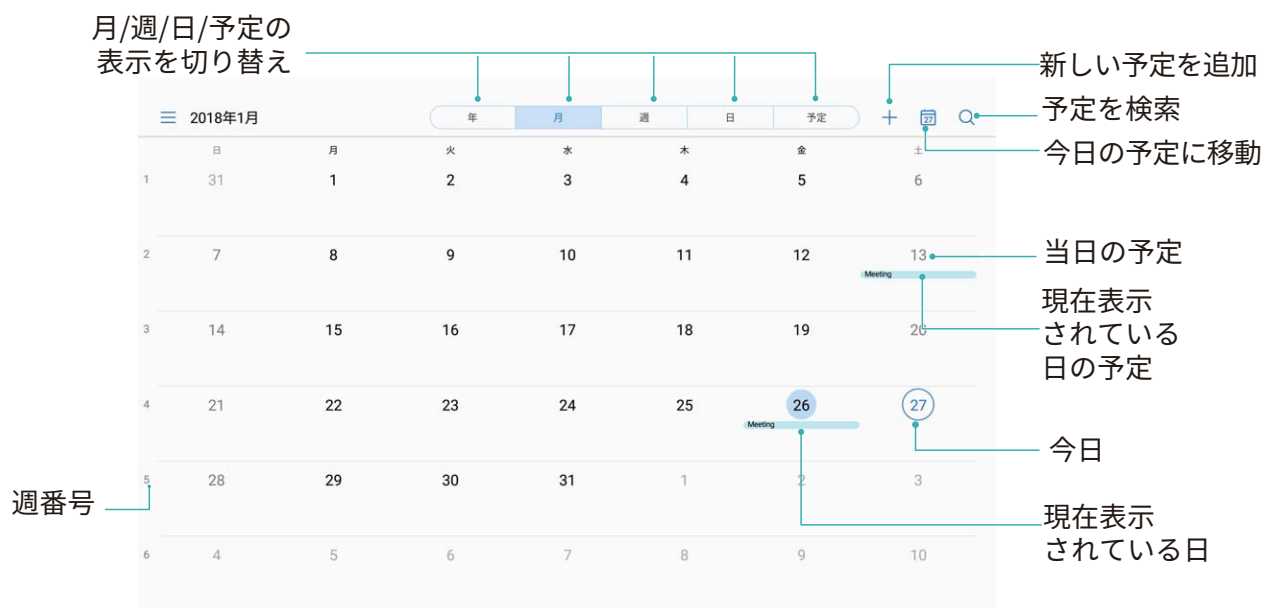 月/週/日/予定の
表示を切り替え
新しい予定を追加
2018年1月
年 月 週 日 予定
27
予定を検索
今日の予定に移動
日 月 火 水 木 金 土
1 31 1 2 3 4 5 6
2 7 8 9 10 11 12 13
当日の予定
Meeting
現在表示
されている
日の予定
3 14 15 16 17 18 19 20
4 21 22 23 24 25 26 27
Meeting
今日
5 28 29 30 31 1 2 3
週番号
現在表示
されている日
6 4 5 6 7 8 9 10